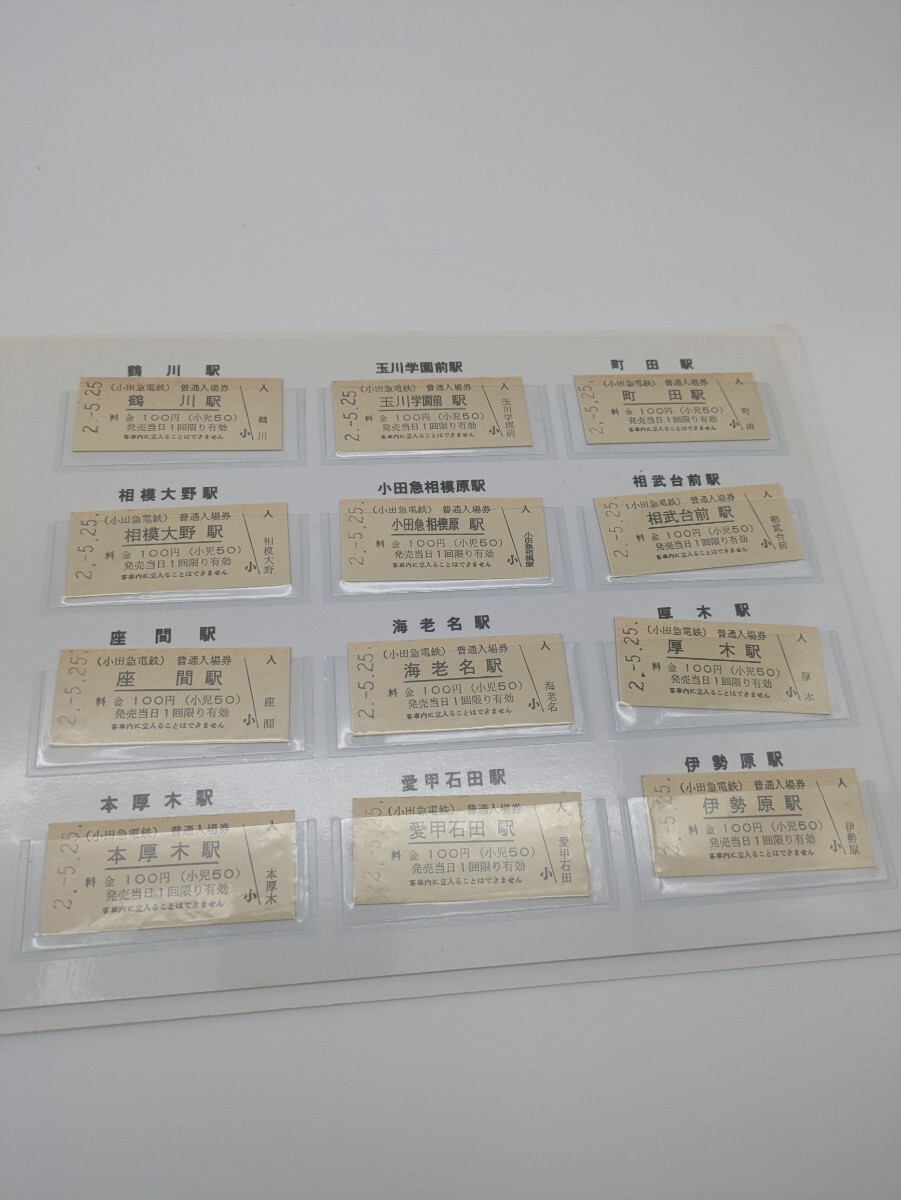 鶴川駅
2.-5.25
(小田急電鉄) 普通入場券
鶴川駅
料金100円(小児50)
発売当日1回限り有効
客車内に立入ることはできません
入
小
鶴川
玉川学園前駅
2.-5.25
(小田急電鉄) 普通入場券
玉川学園前駅
料金100円(小児50)
発売当日1回限り有効
客車内に立入ることはできません
入
小
玉川学園前
町田駅
2.-5.25.
(小田急電鉄) 普通入場券
町田駅
料金100円(小児50)
発売当日1回限り有効
客車内に立入ることはできません
入
小
町田
相模大野駅
2.-5.25.
(小田急電鉄) 普通入場券
相模大野駅
料金100円(小児50)
発売当日1回限り有効
客車内に立入ることはできません
入
小
相模大野
小田急相模原駅
2.-5.25.
(小田急電鉄) 普通入場券
小田急相模原駅
料金100円(小児50)
発売当日1回限り有効
客車内に立入ることはできません
入
小
小田急相模原
相武台前駅
2.-5.25.
(小田急電鉄) 普通入場券
相武台前駅
料金100円(小児50)
発売当日1回限り有効
客車内に立入ることはできません
入
小
相武台前
座間駅
2.-5.25.
(小田急電鉄) 普通入場券
座間駅
料金100円(小児50)
発売当日1回限り有効
客車内に立入ることはできません
入
小
座間
海老名駅
2.-5.25.
(小田急電鉄) 普通入場券
海老名駅
料金100円(小児50)
発売当日1回限り有効
客車内に立入ることはできません
入
小
海老名
厚木駅
2.-5.25.
(小田急電鉄) 普通入場券
厚木駅
料金100円(小児50)
発売当日1回限り有効
客車内に立入ることはできません
入
小
厚木
本厚木駅
2.-5.25.
(小田急電鉄) 普通入場券
本厚木駅
料金100円(小児50)
発売当日1回限り有効
客車内に立入ることはできません
入
小
本厚木
愛甲石田駅
2.-5.25.
(小田急電鉄) 普通入場券
愛甲石田駅
料金100円(小児50)
発売当日1回限り有効
客車内に立入ることはできません
入
小
愛甲石田
伊勢原駅
2.-5.25.
(小田急電鉄) 普通入場券
伊勢原駅
料金100円(小児50)
発売当日1回限り有効
客車内に立入ることはできません
入
小
伊勢原